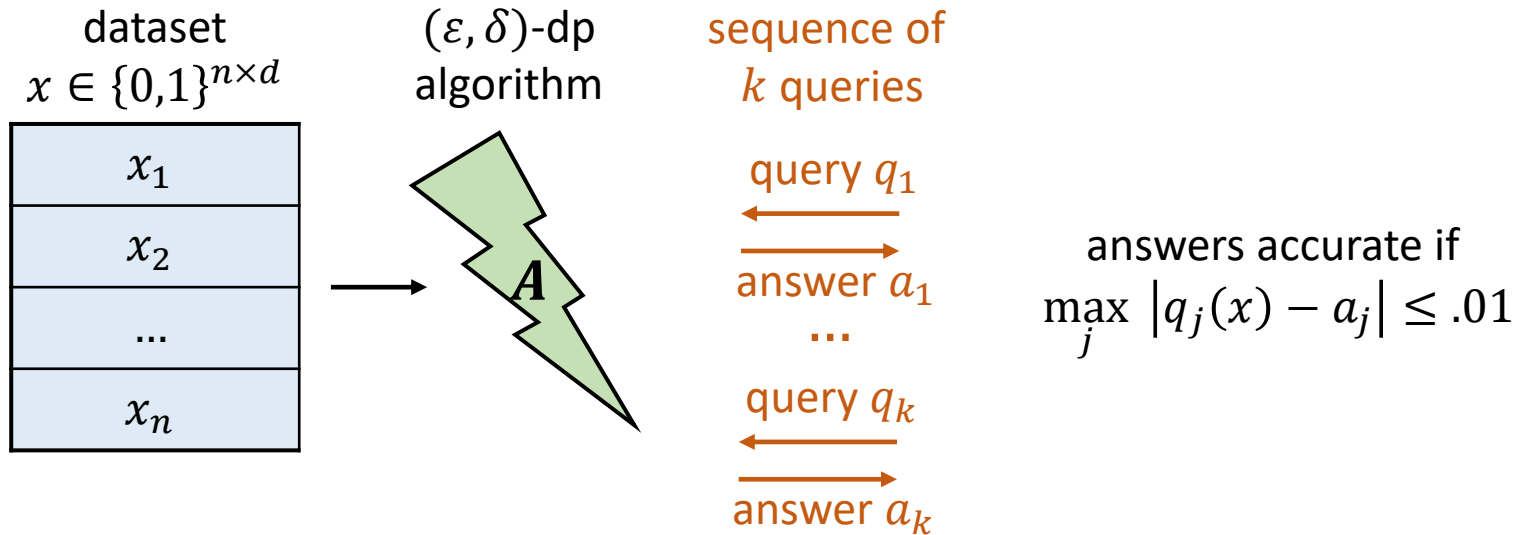 dataset
x ∈ {0,1}^{n×d}
x_1
x_2
...
x_n
(ε, δ)-dp
algorithm
A
sequence of
k queries
query q_1
answer a_1
...
query q_k
answer a_k
answers accurate if
max_j |q_j(x) − a_j| ≤ .01